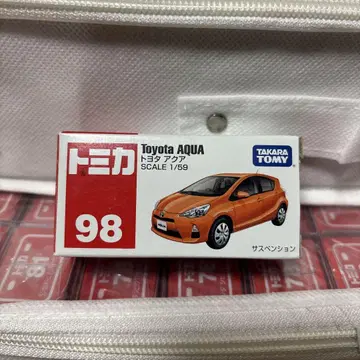 トミカ
98
Toyota AQUA
トヨタ アクア
SCALE 1/59
TAKARA
TOMY
サスペンション